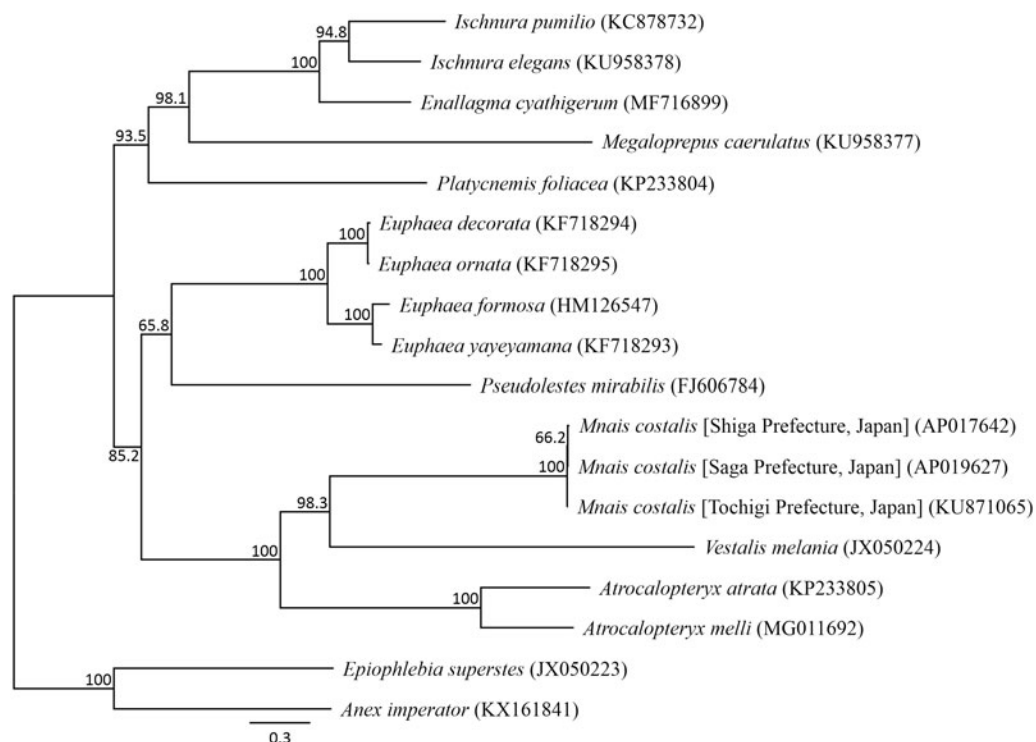 Ischnura pumilio (KC878732)
94.8
Ischnura elegans (KU958378)
100
Enallagma cyathigerum (MF716899)
98.1
93.5
Megaloprepus caerulatus (KU958377)
Platycnemis foliacea (KP233804)
Euphaea decorata (KF718294)
100
Euphaea ornata (KF718295)
100
Euphaea formosa (HM126547)
100
65.8
Euphaea yayeyamana (KF718293)
Pseudolestes mirabilis (FJ606784)
Mnais costalis [Shiga Prefecture, Japan] (AP017642)
66.2
85.2
Mnais costalis [Saga Prefecture, Japan] (AP019627)
100
98.3
Mnais costalis [Tochigi Prefecture, Japan] (KU871065)
Vestalis melania (JX050224)
100
Atrocalopteryx atrata (KP233805)
100
Atrocalopteryx melli (MG011692)
Epiophlebia superstes (JX050223)
100
Anex imperator (KX161841)
0.3